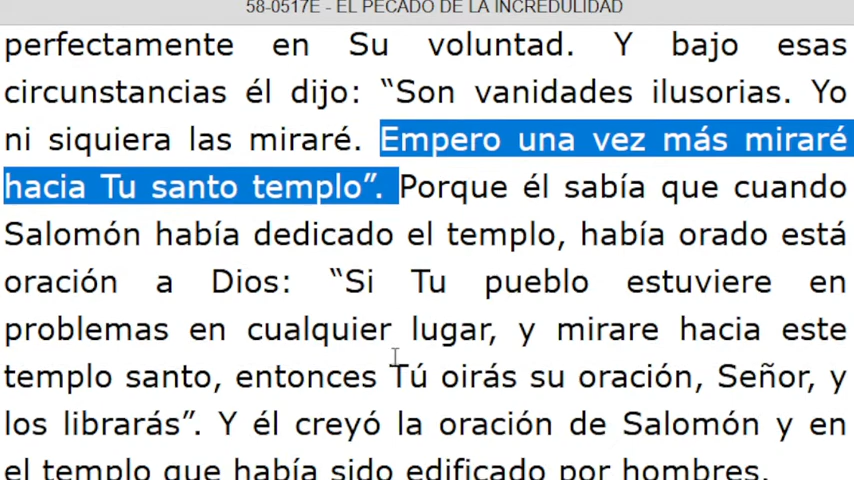 58-0517E - EL PECADO DE LA INCREDULIDAD
perfectamente en Su voluntad. Y bajo esas
circunstancias él dijo: “Son vanidades ilusorias. Yo
ni siquiera las miraré. Empero una vez más miraré
hacia Tu santo templo”. Porque él sabía que cuando
Salomón había dedicado el templo, había orado está
oración a Dios: “Si Tu pueblo estuviere en
problemas en cualquier lugar, y mirare hacia este
templo santo, entonces Tú oirás su oración, Señor, y
los librarás”. Y él creyó la oración de Salomón y en
el templo que había sido edificado por hombres.